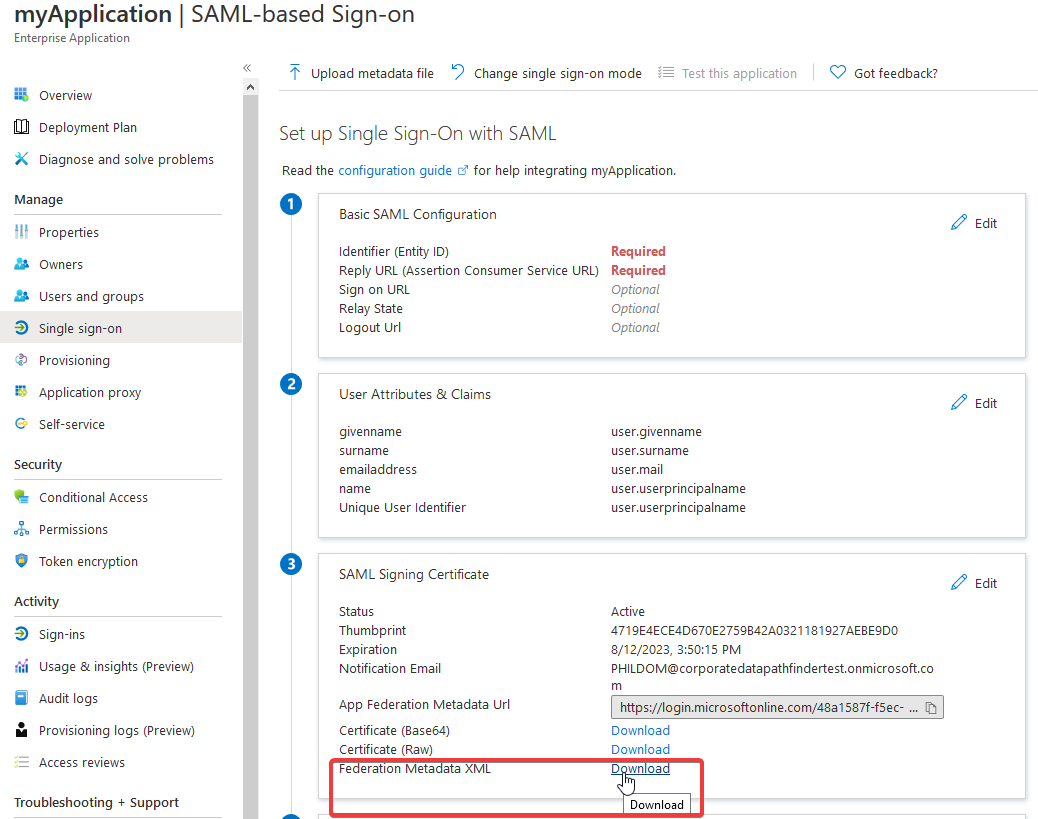 myApplication | SAML-based Sign-on
Enterprise Application
«
Overview
Deployment Plan
Diagnose and solve problems
Manage
Properties
Owners
Users and groups
Single sign-on
Provisioning
Application proxy
Self-service
Security
Conditional Access
Permissions
Token encryption
Activity
Sign-ins
Usage & insights (Preview)
Audit logs
Provisioning logs (Preview)
Access reviews
Troubleshooting + Support
Upload metadata file Change single sign-on mode Test this application Got feedback?
Set up Single Sign-On with SAML
Read the configuration guide for help integrating myApplication.
1
Basic SAML Configuration
Edit
Identifier (Entity ID) Required
Reply URL (Assertion Consumer Service URL) Required
Sign on URL Optional
Relay State Optional
Logout Url Optional
2
User Attributes & Claims
Edit
givenname user.givenname
surname user.surname
emailaddress user.mail
name user.userprincipalname
Unique User Identifier user.userprincipalname
3
SAML Signing Certificate
Edit
Status Active
Thumbprint 4719E4ECE4D670E2759B42A0321181927AEBE9D0
Expiration 8/12/2023, 3:50:15 PM
Notification Email PHILDOM@corporatedatapathfindertest.onmicrosoft.co
m
App Federation Metadata Url https://login.microsoftonline.com/48a1587f-f5ec- ...
Certificate (Base64) Download
Certificate (Raw) Download
Federation Metadata XML Download
Download